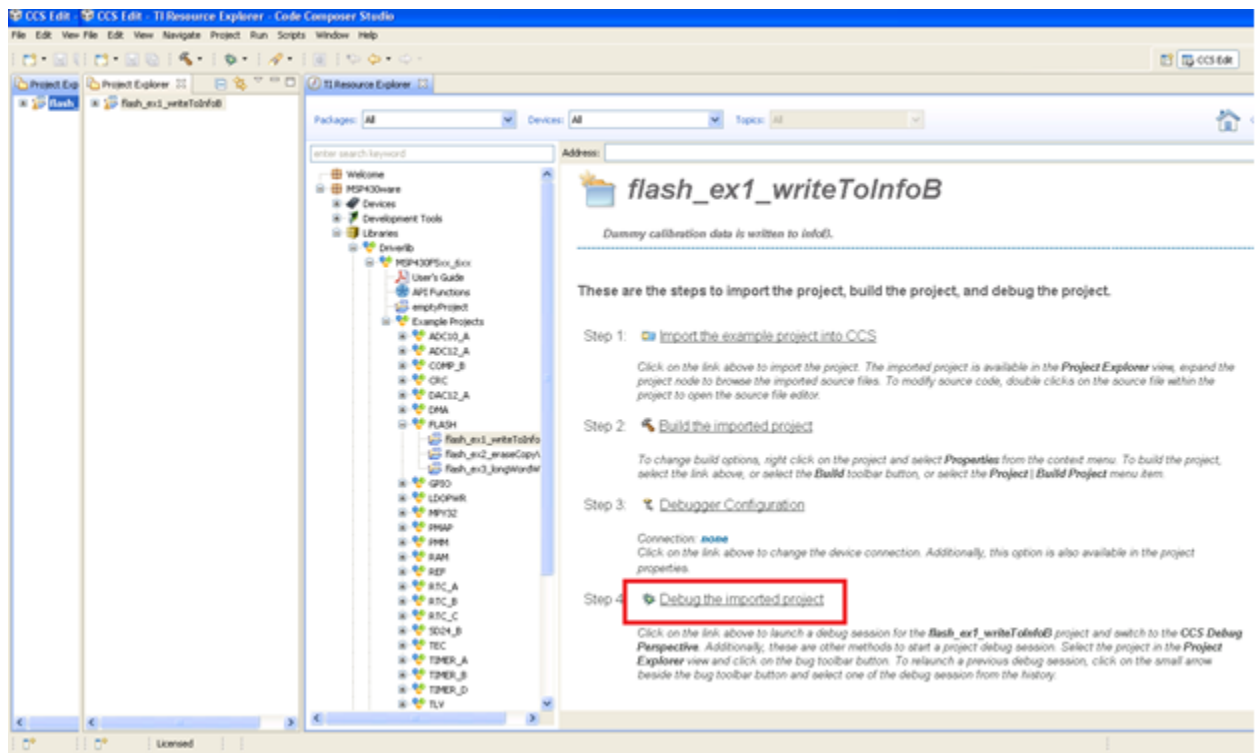 CCS Edit - CCS Edit - TI Resource Explorer - Code Composer Studio
File Edit View File Edit View Navigate Project Run Scripts Window Help
CCS Edit
Project Exp Project Explorer TI Resource Explorer
flash_ flash_ex1_writeToInfoB
Packages: All Devices: All Topics: All
enter search keyword Address:
Welcome
MSP430ware
Devices
Development Tools
Libraries
Driverlib
MSP430F5xx_6xx
User's Guide
API Functions
emptyProject
Example Projects
ADC10_A
ADC12_A
COMP_B
CRC
DAC12_A
DMA
FLASH
flash_ex1_writeToInfo
flash_ex2_eraseCopy
flash_ex3_longWordW
GPIO
LDOPWR
MPY32
PMAP
PMM
RAM
REF
RTC_A
RTC_B
RTC_C
SD24_B
TEC
TIMER_A
TIMER_B
TIMER_D
TLV
flash_ex1_writeToInfoB
Dummy calibration data is written to infoB.
These are the steps to import the project, build the project, and debug the project.
Step 1: Import the example project into CCS
Click on the link above to import the project. The imported project is available in the Project Explorer view, expand the
project node to browse the imported source files. To modify source code, double clicks on the source file within the
project to open the source file editor.
Step 2: Build the imported project
To change build options, right click on the project and select Properties from the context menu. To build the project,
select the link above, or select the Build toolbar button, or select the Project | Build Project menu item.
Step 3: Debugger Configuration
Connection: none
Click on the link above to change the device connection. Additionally, this option is also available in the project
properties.
Step 4 Debug the imported project
Click on the link above to launch a debug session for the flash_ex1_writeToInfoB project and switch to the CCS Debug
Perspective. Additionally, these are other methods to start a project debug session. Select the project in the Project
Explorer view and click on the bug toolbar button. To relaunch a previous debug session, click on the small arrow
beside the bug toolbar button and select one of the debug session from the history.
Licensed